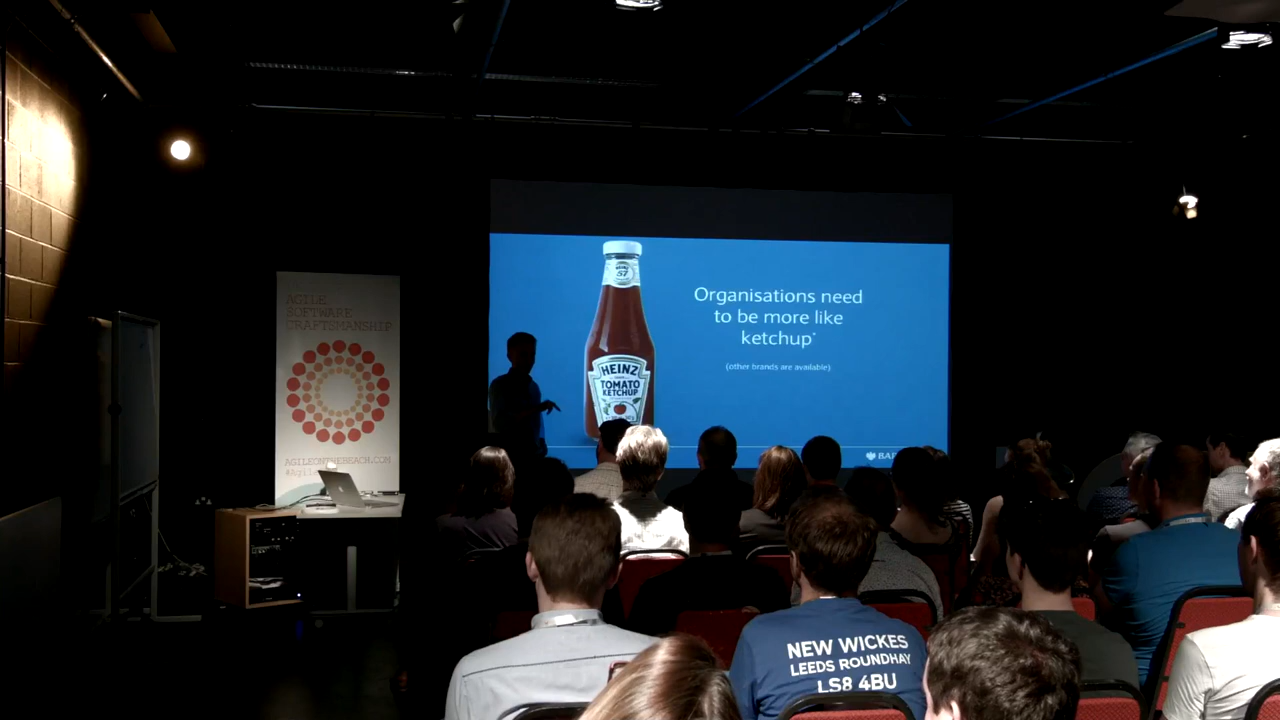 AGILE
SOFTWARE
CRAFTSMANSHIP
AGILEONTHEBEACH.COM
HEINZ
57
HEINZ
TOMATO
KETCHUP
Organisations need
to be more like
ketchup*
(other brands are available)
NEW WICKES
LEEDS ROUNDHAY
LS8 4BU